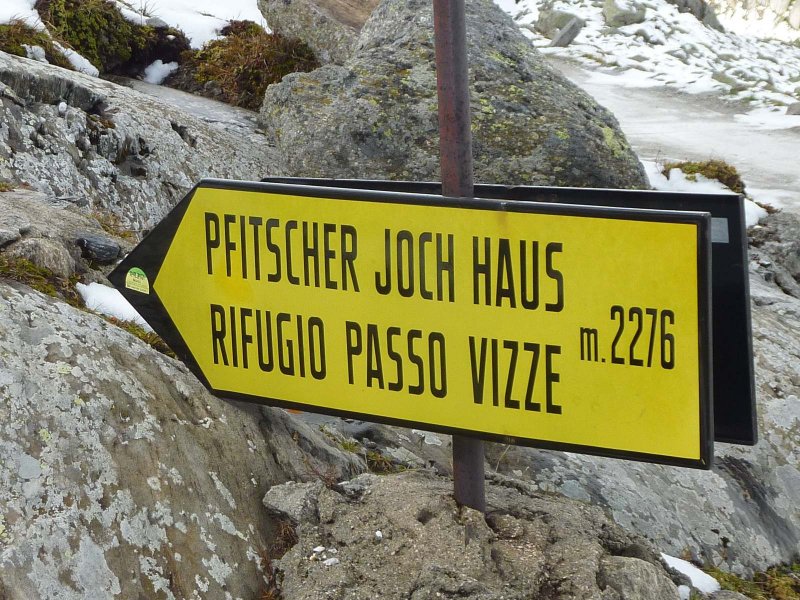 PFITSCHER JOCH HAUS
RIFUGIO PASSO VIZZE m. 2276